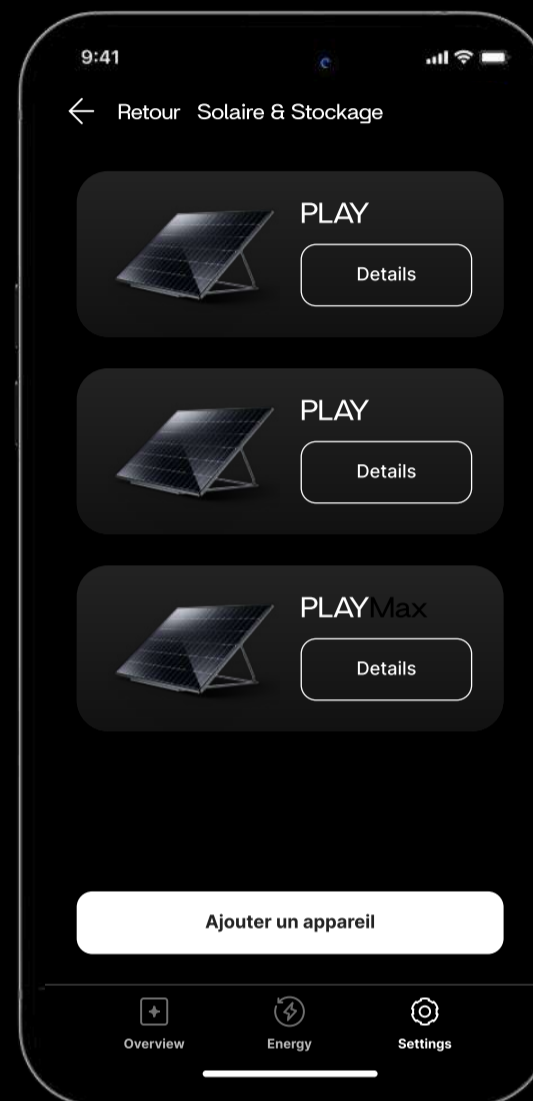 9:41
Retour Solaire & Stockage
PLAY
Details
PLAY
Details
PLAYMax
Details
Ajouter un appareil
Overview Energy Settings